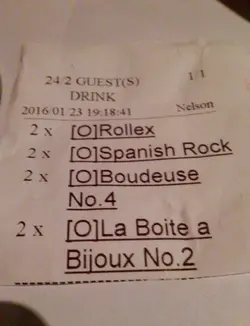 24/2 GUEST(S) 1/1
DRINK
2016/01/23 19:18:41 Nelson
2 x [O]Rollex
2 x [O]Spanish Rock
2 x [O]Boudeuse
No.4
2 x [O]La Boite a
Bijoux No.2